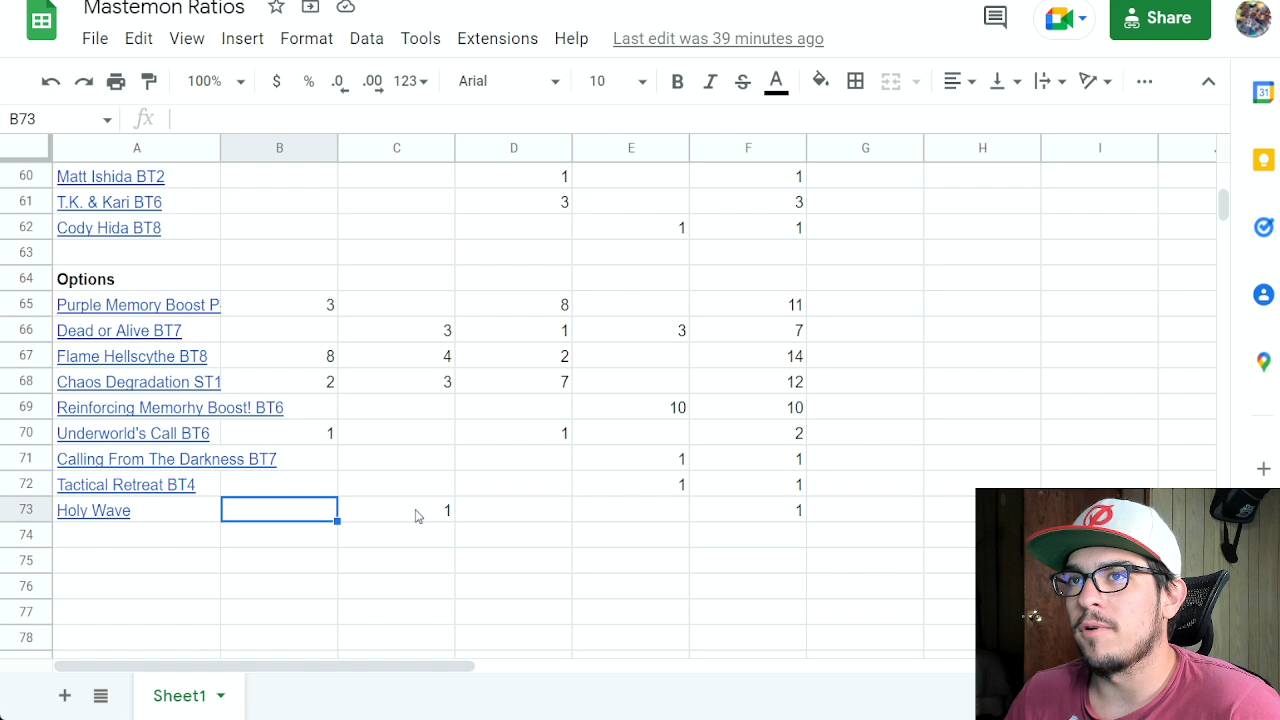 Mastemon Ratios
File Edit View Insert Format Data Tools Extensions Help Last edit was 39 minutes ago
Share
100% $ % .0 .00 123 Arial 10 B I S A
31
B73 fx
A B C D E F G H I
60 Matt Ishida BT2 1 1
61 T.K. & Kari BT6 3 3
62 Cody Hida BT8 1 1
63
64 Options
65 Purple Memory Boost P 3 8 11
66 Dead or Alive BT7 3 1 3 7
67 Flame Hellscythe BT8 8 4 2 14
68 Chaos Degradation ST1 2 3 7 12
69 Reinforcing Memorhy Boost! BT6 10 10
70 Underworld's Call BT6 1 1 2
71 Calling From The Darkness BT7 1 1
72 Tactical Retreat BT4 1 1
73 Holy Wave 1 1
74
75
76
77
78
Sheet1